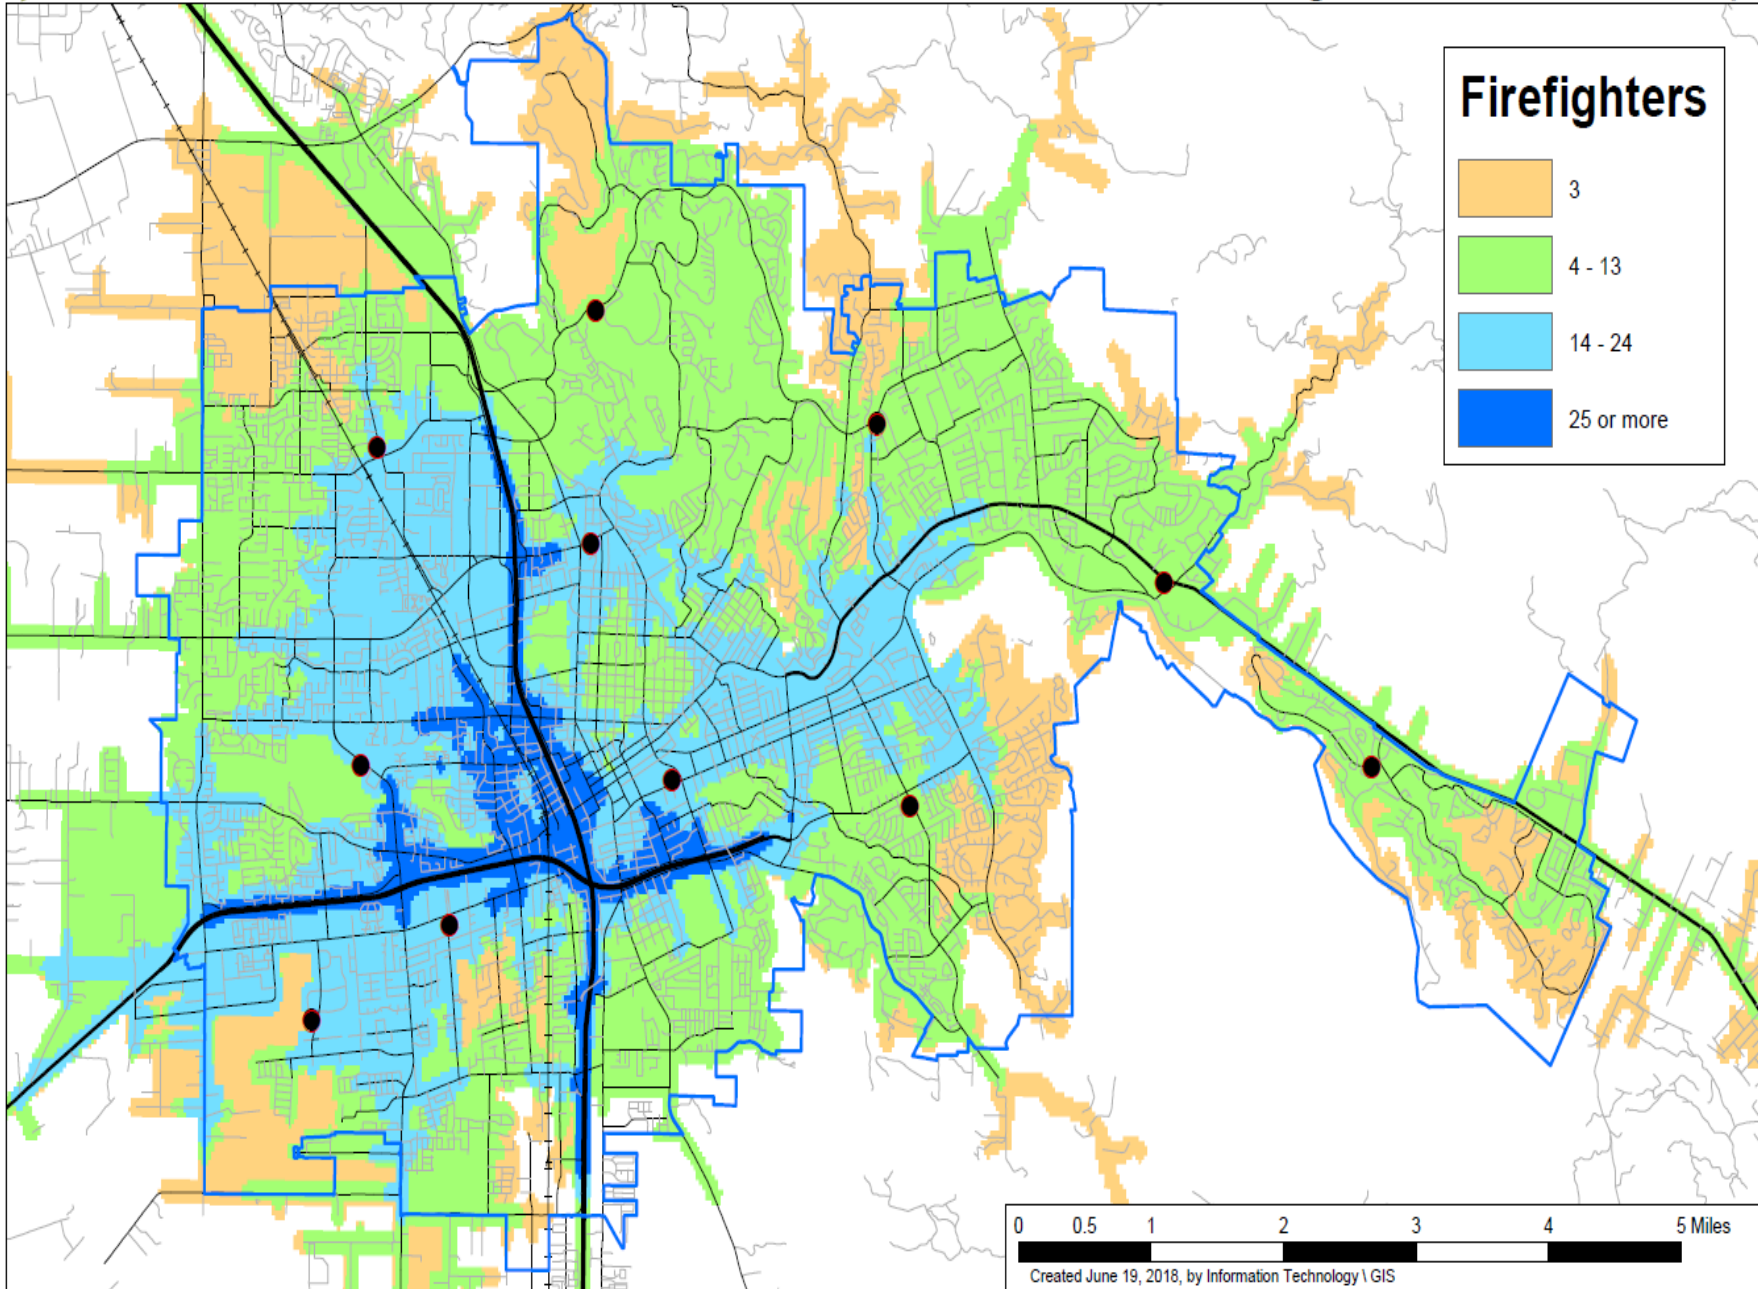 Firefighters
3
4 - 13
14 - 24
25 or more
0 0.5 1 2 3 4 5 Miles
Created June 19, 2018, by Information Technology \ GIS